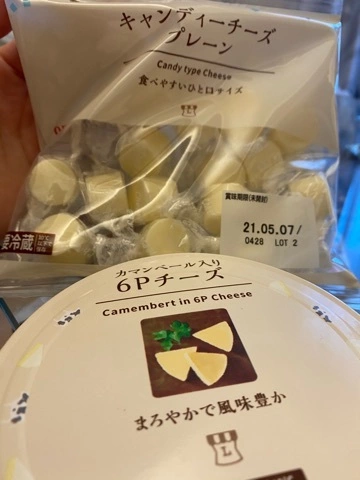 キャンディーチーズ
プレーン
Candy type Cheese
食べやすいひと口サイズ
L
要冷蔵
賞味期限(未開封)
21.05.07/
0428 LOT 2
カマンベール入り
6Pチーズ
Camembert in 6P Cheese
まろやかで風味豊か
L